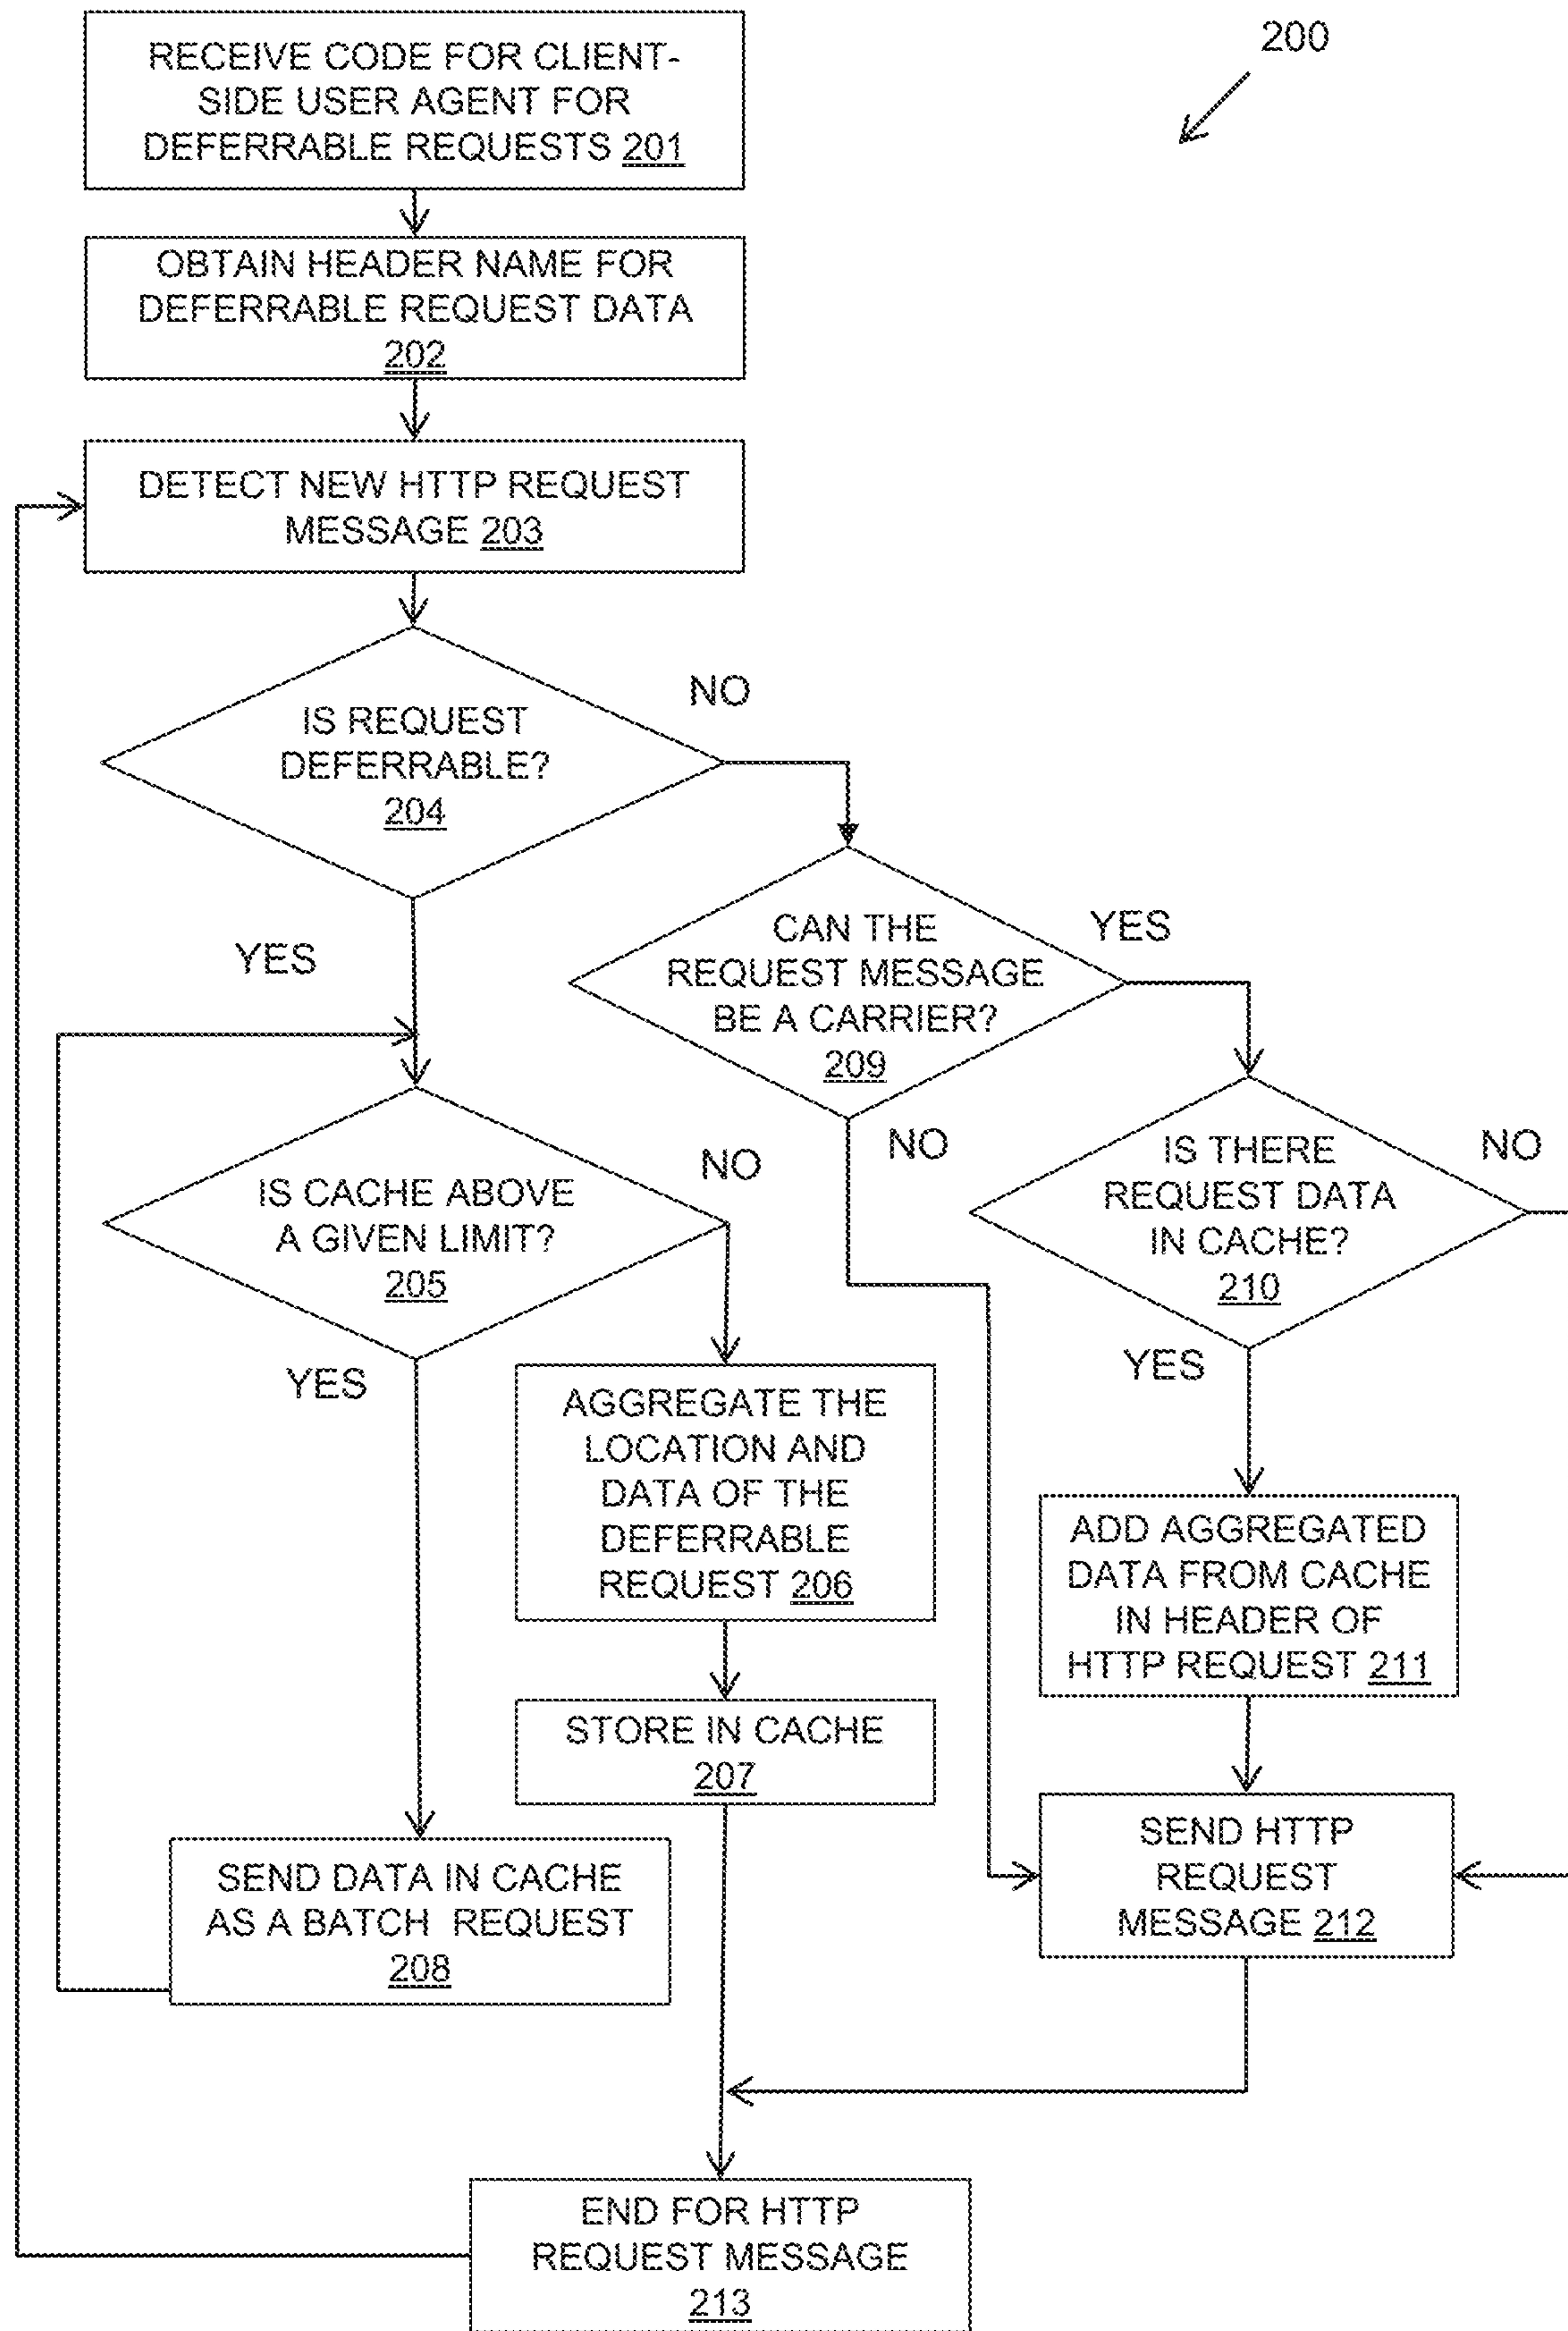 200
RECEIVE CODE FOR CLIENT-
SIDE USER AGENT FOR
DEFERRABLE REQUESTS 201
OBTAIN HEADER NAME FOR
DEFERRABLE REQUEST DATA
202
DETECT NEW HTTP REQUEST
MESSAGE 203
IS REQUEST
DEFERRABLE?
204
NO
YES
CAN THE
REQUEST MESSAGE
BE A CARRIER?
209
YES
NO
IS CACHE ABOVE
A GIVEN LIMIT?
205
NO
YES
IS THERE
REQUEST DATA
IN CACHE?
210
NO
YES
AGGREGATE THE
LOCATION AND
DATA OF THE
DEFERRABLE
REQUEST 206
STORE IN CACHE
207
ADD AGGREGATED
DATA FROM CACHE
IN HEADER OF
HTTP REQUEST 211
SEND DATA IN CACHE
AS A BATCH REQUEST
208
SEND HTTP
REQUEST
MESSAGE 212
END FOR HTTP
REQUEST MESSAGE
213